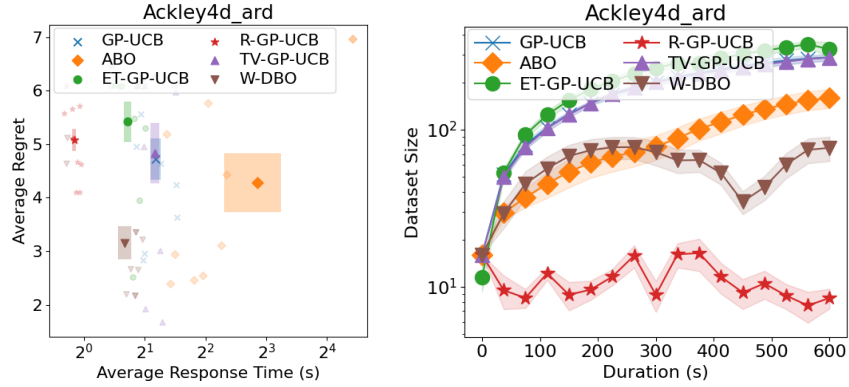 Ackley4d_ard
GP-UCB
ABO
ET-GP-UCB
R-GP-UCB
TV-GP-UCB
W-DBO
7
6
5
4
3
2
Average Regret
2^0
2^1
2^2
2^3
2^4
Average Response Time (s)
Ackley4d_ard
GP-UCB
ABO
ET-GP-UCB
R-GP-UCB
TV-GP-UCB
W-DBO
10^2
10^1
Dataset Size
0
100
200
300
400
500
600
Duration (s)